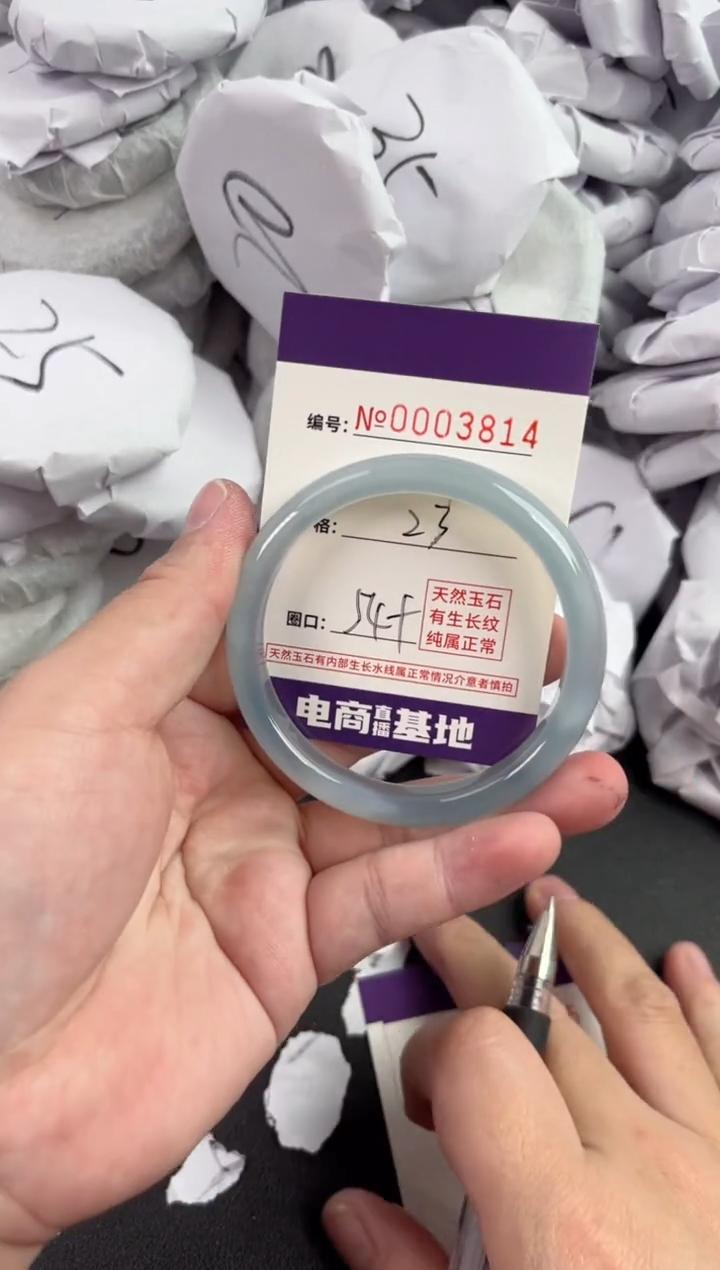 25
25
编号: №0003814
格: 23
圈口: 54+
天然玉石
有生长纹
纯属正常
天然玉石有内部生长水线属正常情况介意者慎拍
电商直播基地